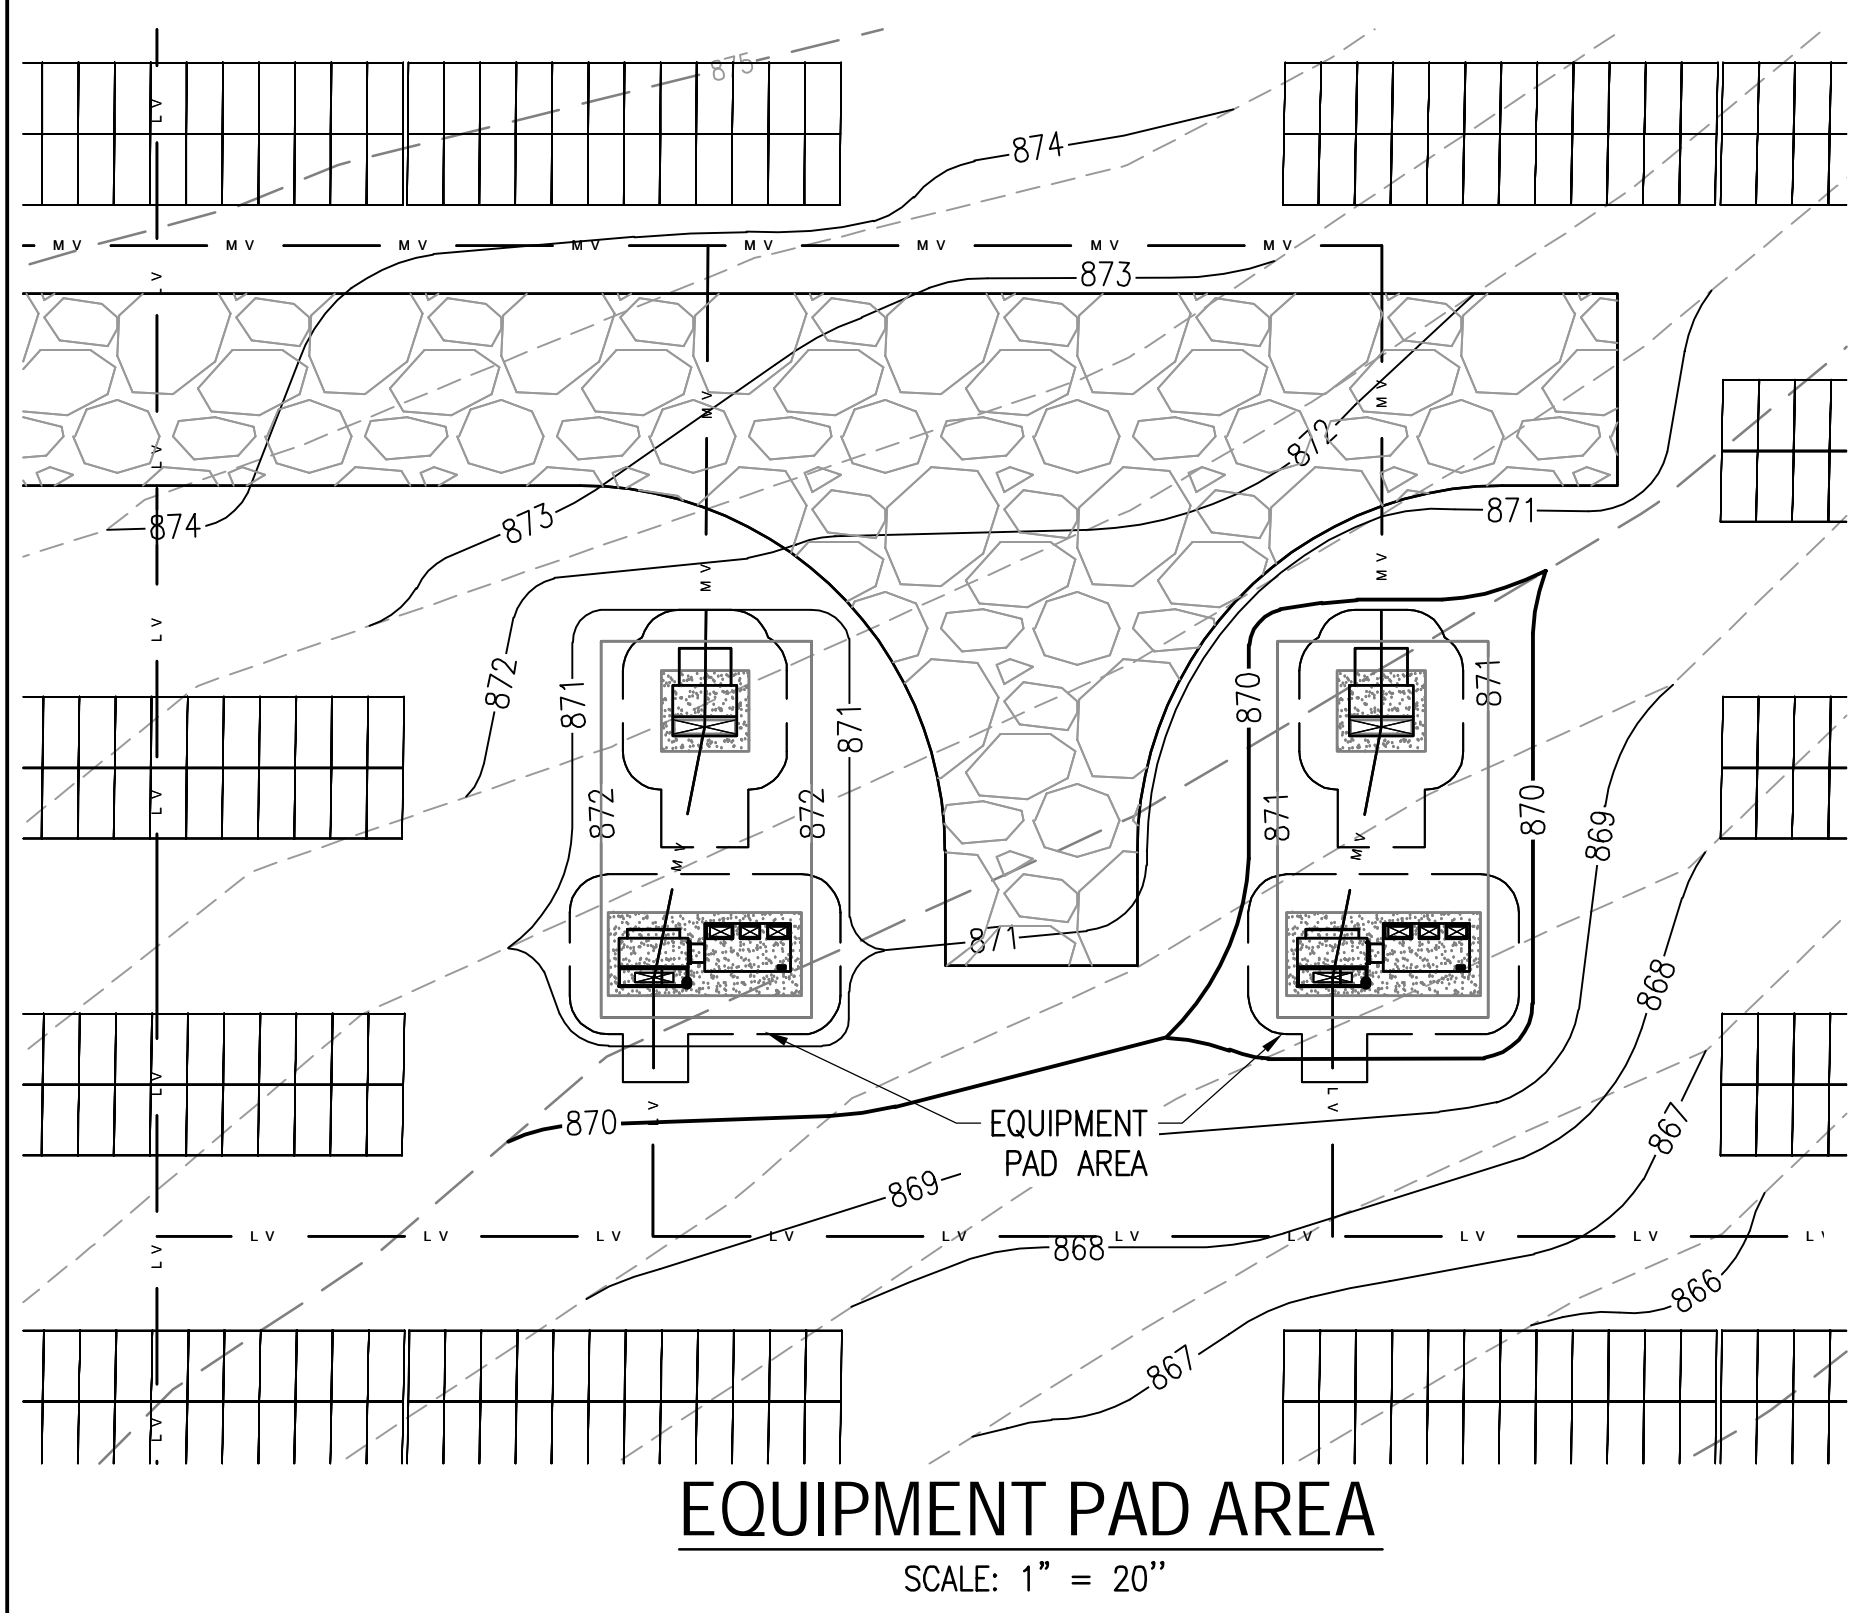 875
LV
874
MV MV MV MV MV MV MV MV
LV
873
MV MV
872
LV
874 873 871
MV MV
LV
872 871 871 870 871
LV 872 872 871 870 869
MV MV
871
868
LV
870 LV LV
EQUIPMENT
PAD AREA
867
869
LV LV LV LV LV LV LV LV LV L
LV
868
866
867
LV
EQUIPMENT PAD AREA
SCALE: 1" = 20''